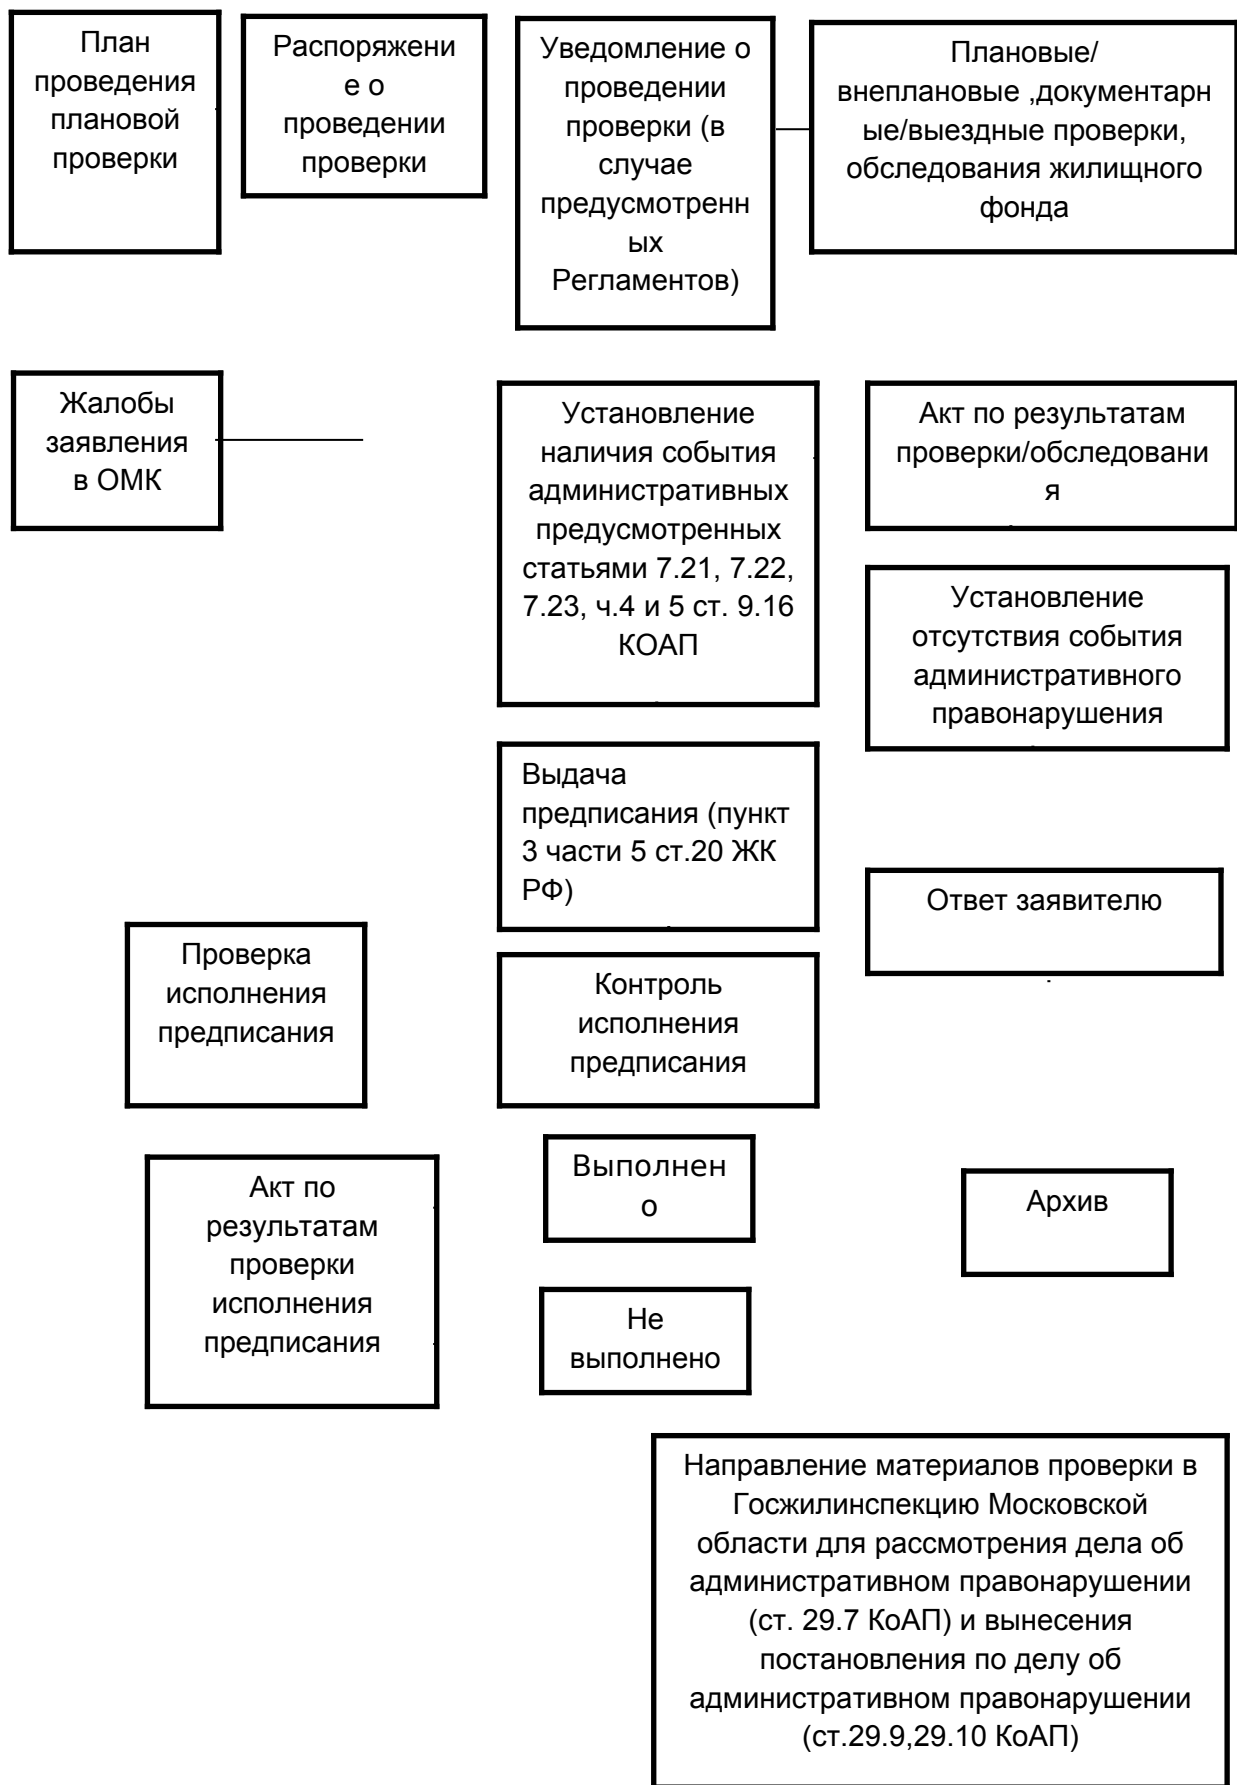 План
проведения
плановой
проверки
Распоряжени
е о
проведении
проверки
Уведомление о
проведении
проверки (в
случае
предусмотренн
ых
Регламентов)
Плановые/
внеплановые ,документарн
ые/выездные проверки,
обследования жилищного
фонда
Жалобы
заявления
в ОМК
Установление
наличия события
административных
предусмотренных
статьями 7.21, 7.22,
7.23, ч.4 и 5 ст. 9.16
КОАП
Акт по результатам
проверки/обследовани
я
Установление
отсутствия события
административного
правонарушения
Выдача
предписания (пункт
3 части 5 ст.20 ЖК
РФ)
Ответ заявителю
Проверка
исполнения
предписания
Контроль
исполнения
предписания
Акт по
результатам
проверки
исполнения
предписания
Выполнен
о
Архив
Не
выполнено
Направление материалов проверки в
Госжилинспекцию Московской
области для рассмотрения дела об
административном правонарушении
(ст. 29.7 КоАП) и вынесения
постановления по делу об
административном правонарушении
(ст.29.9,29.10 КоАП)